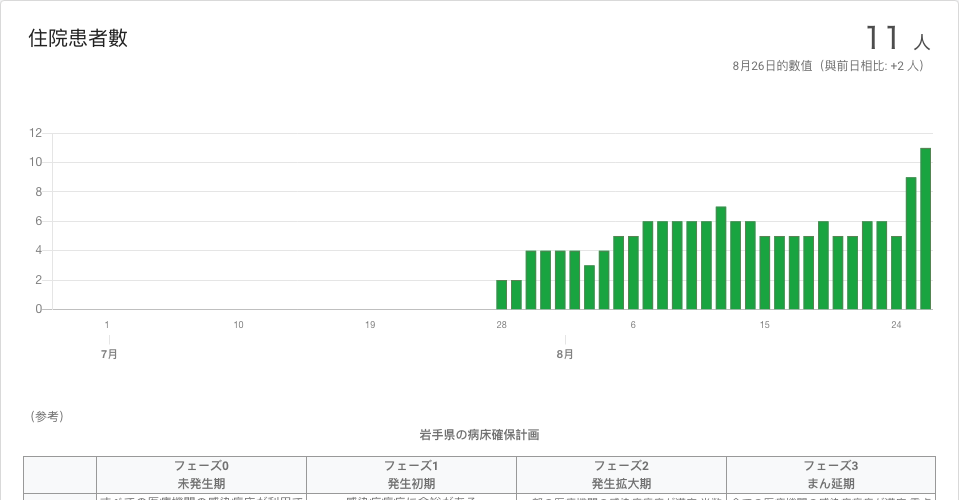 住院患者數
11 人
8月26日的數值（與前日相比: +2 人）
12
10
8
6
4
2
0
1 10 19 28 6 15 24
7月 8月
(参考)
岩手県の病床確保計画
フェーズ0 フェーズ1 フェーズ2 フェーズ3
未発生期 発生初期 発生拡大期 まん延期